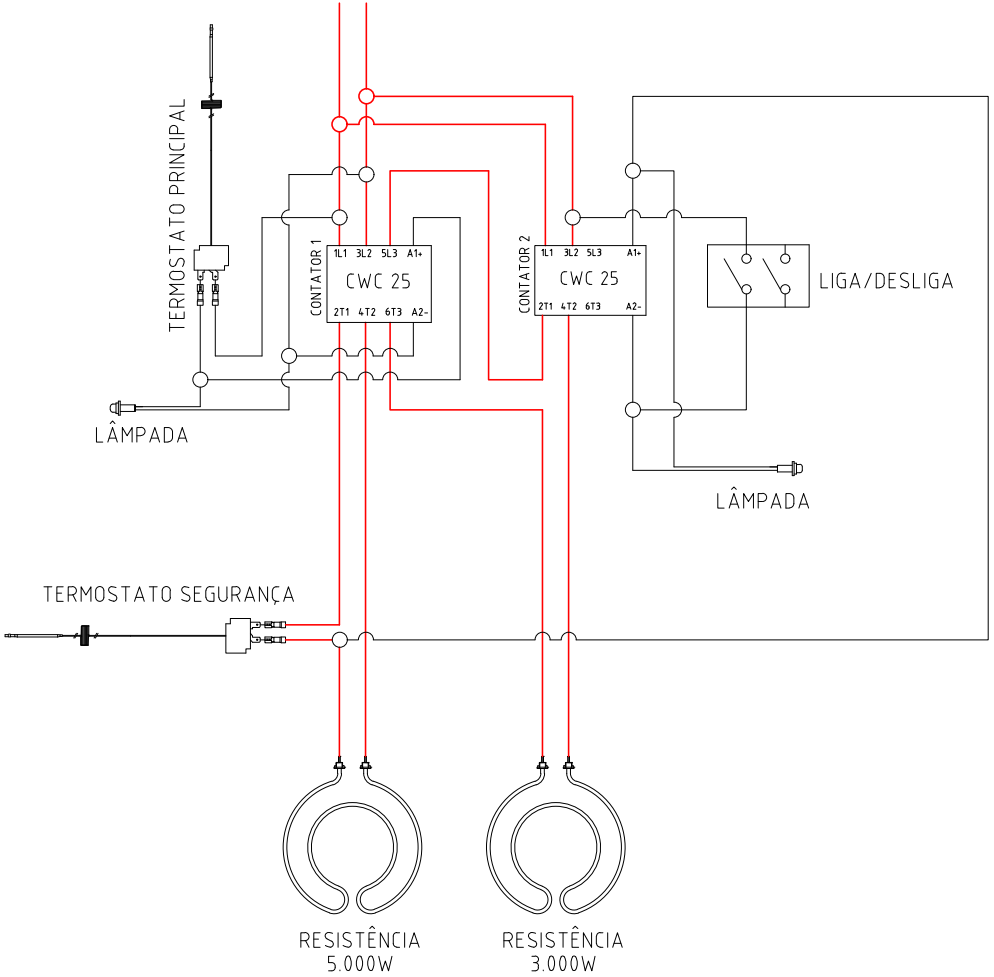 TERMOSTATO PRINCIPAL
CONTATOR 1
1L1 3L2 5L3 A1+
CWC 25
2T1 4T2 6T3 A2-
CONTATOR 2
1L1 3L2 5L3 A1+
CWC 25
2T1 4T2 6T3 A2-
LIGA/DESLIGA
LÂMPADA
LÂMPADA
TERMOSTATO SEGURANÇA
RESISTÊNCIA
5.000W
RESISTÊNCIA
3.000W